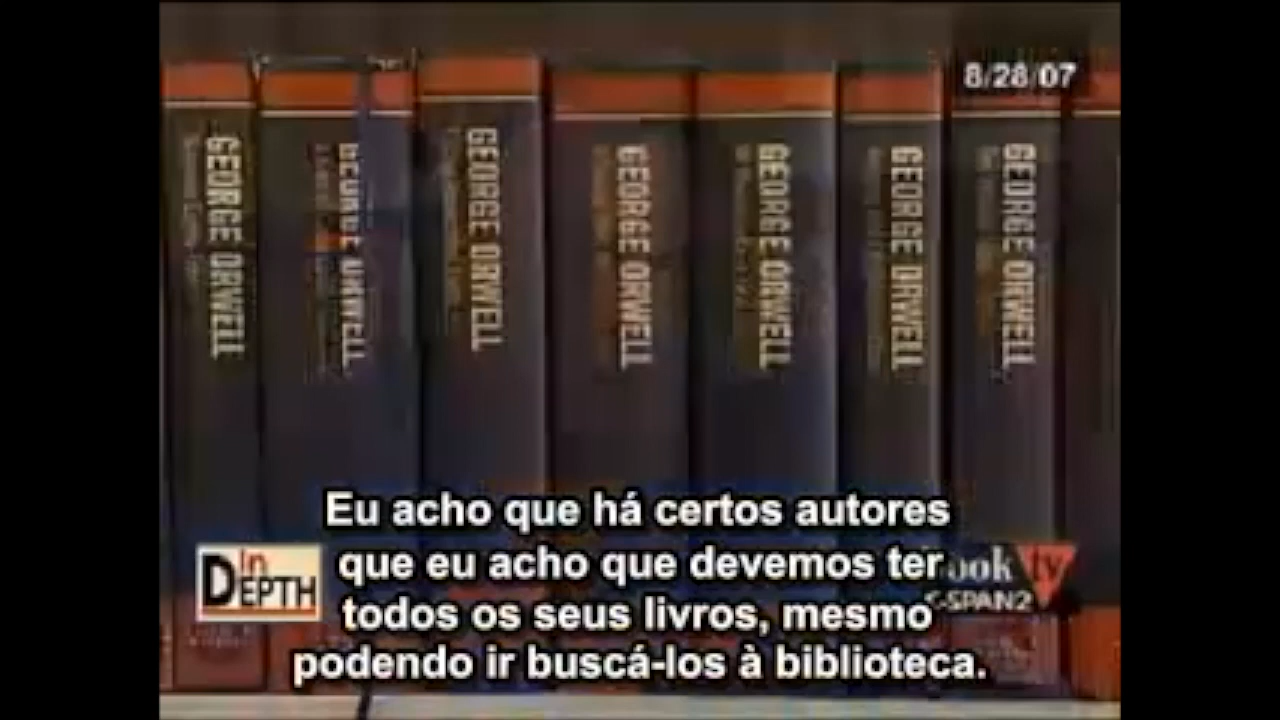 8/28/07
GEORGE ORWELL
GEORGE ORWELL
GEORGE ORWELL
GEORGE ORWELL
GEORGE ORWELL
GEORGE ORWELL
GEORGE ORWELL
Eu acho que há certos autores
que eu acho que devemos ter
todos os seus livros, mesmo
podendo ir buscá-los à biblioteca.
In
DEPTH
tv
C-SPAN2